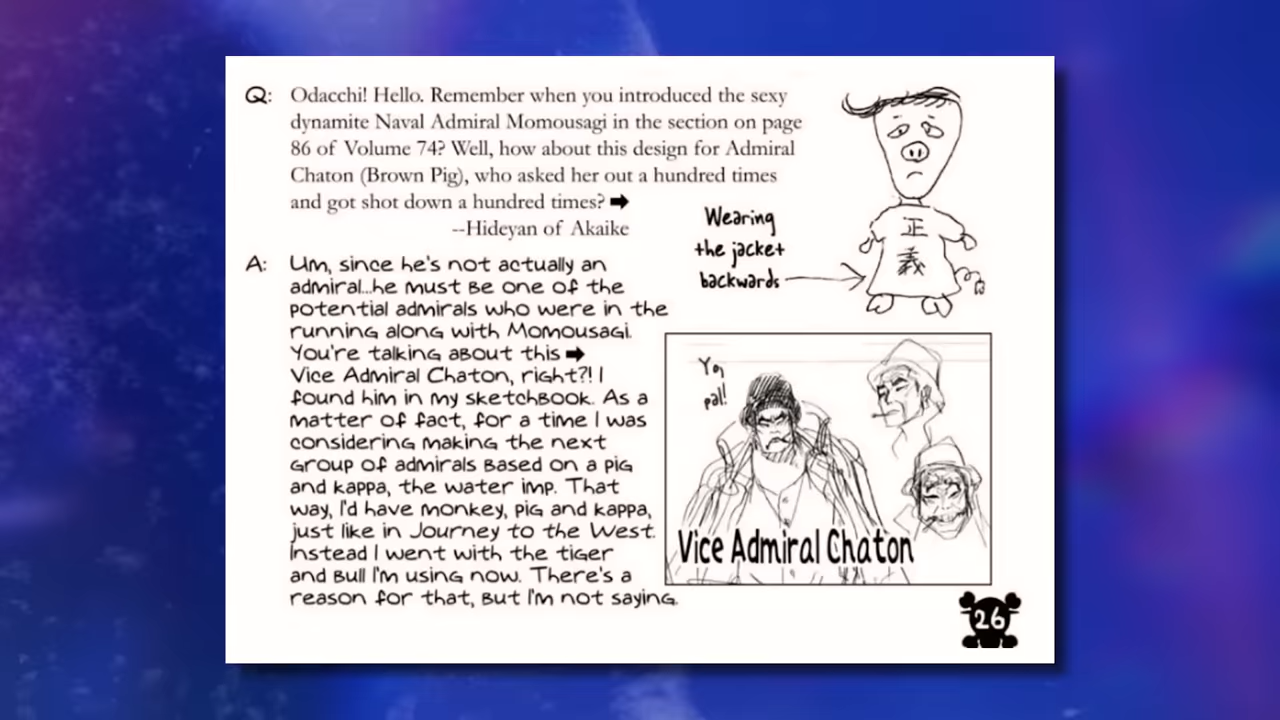 Q: Odacchi! Hello. Remember when you introduced the sexy
dynamite Naval Admiral Momousagi in the section on page
86 of Volume 74? Well, how about this design for Admiral
Chaton (Brown Pig), who asked her out a hundred times
and got shot down a hundred times? ➡
--Hideyan of Akaike
Wearing
the jacket
backwards
正
義
A: Um, since he's not actually an
admiral...he must be one of the
potential admirals who were in the
running along with Momousagi.
You're talking about this ➡
Vice Admiral Chaton, right?! I
found him in my sketchbook. As a
matter of fact, for a time I was
considering making the next
group of admirals based on a pig
and kappa, the water imp. That
way, I'd have monkey, pig and kappa,
just like in Journey to the West.
Instead I went with the tiger
and bull I'm using now. There's a
reason for that, but I'm not saying.
Yo,
pal!
Vice Admiral Chaton
26